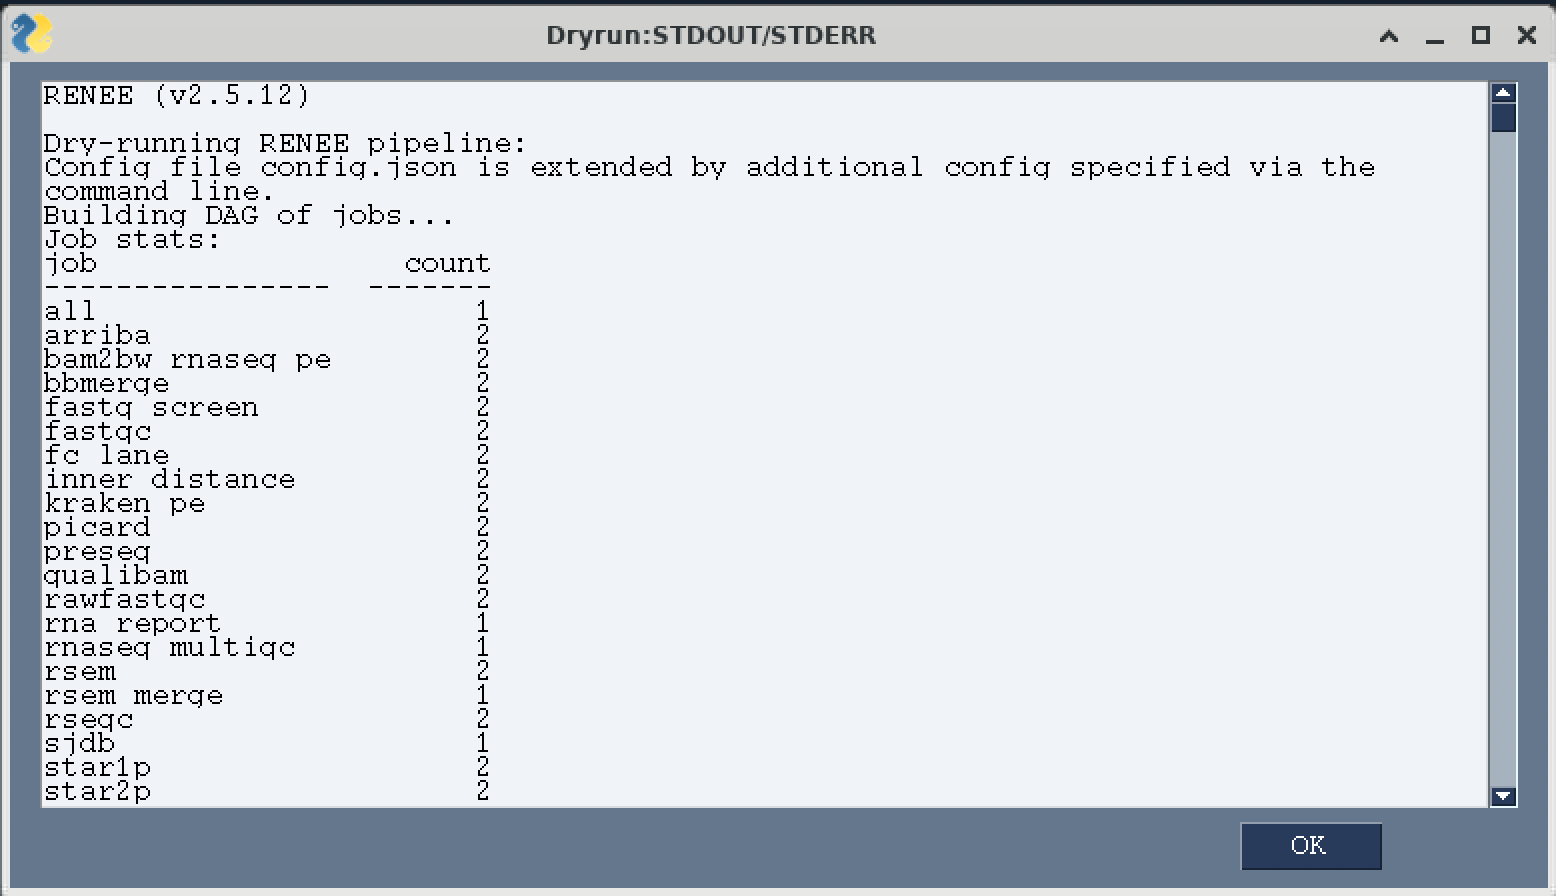 Dryrun:STDOUT/STDERR
RENEE (v2.5.12)
Dry-running RENEE pipeline:
Config file config.json is extended by additional config specified via the
command line.
Building DAG of jobs...
Job stats:
job count
---------------- -------
all 1
arriba 2
bam2bw rnaseq pe 2
bbmerge 2
fastq screen 2
fastqc 2
fc lane 2
inner distance 2
kraken pe 2
picard 2
preseq 2
qualibam 2
rawfastqc 2
rna report 1
rnaseq multiqc 1
rsem 2
rsem merge 1
rseqc 2
sjdb 1
star1p 2
star2p 2
OK